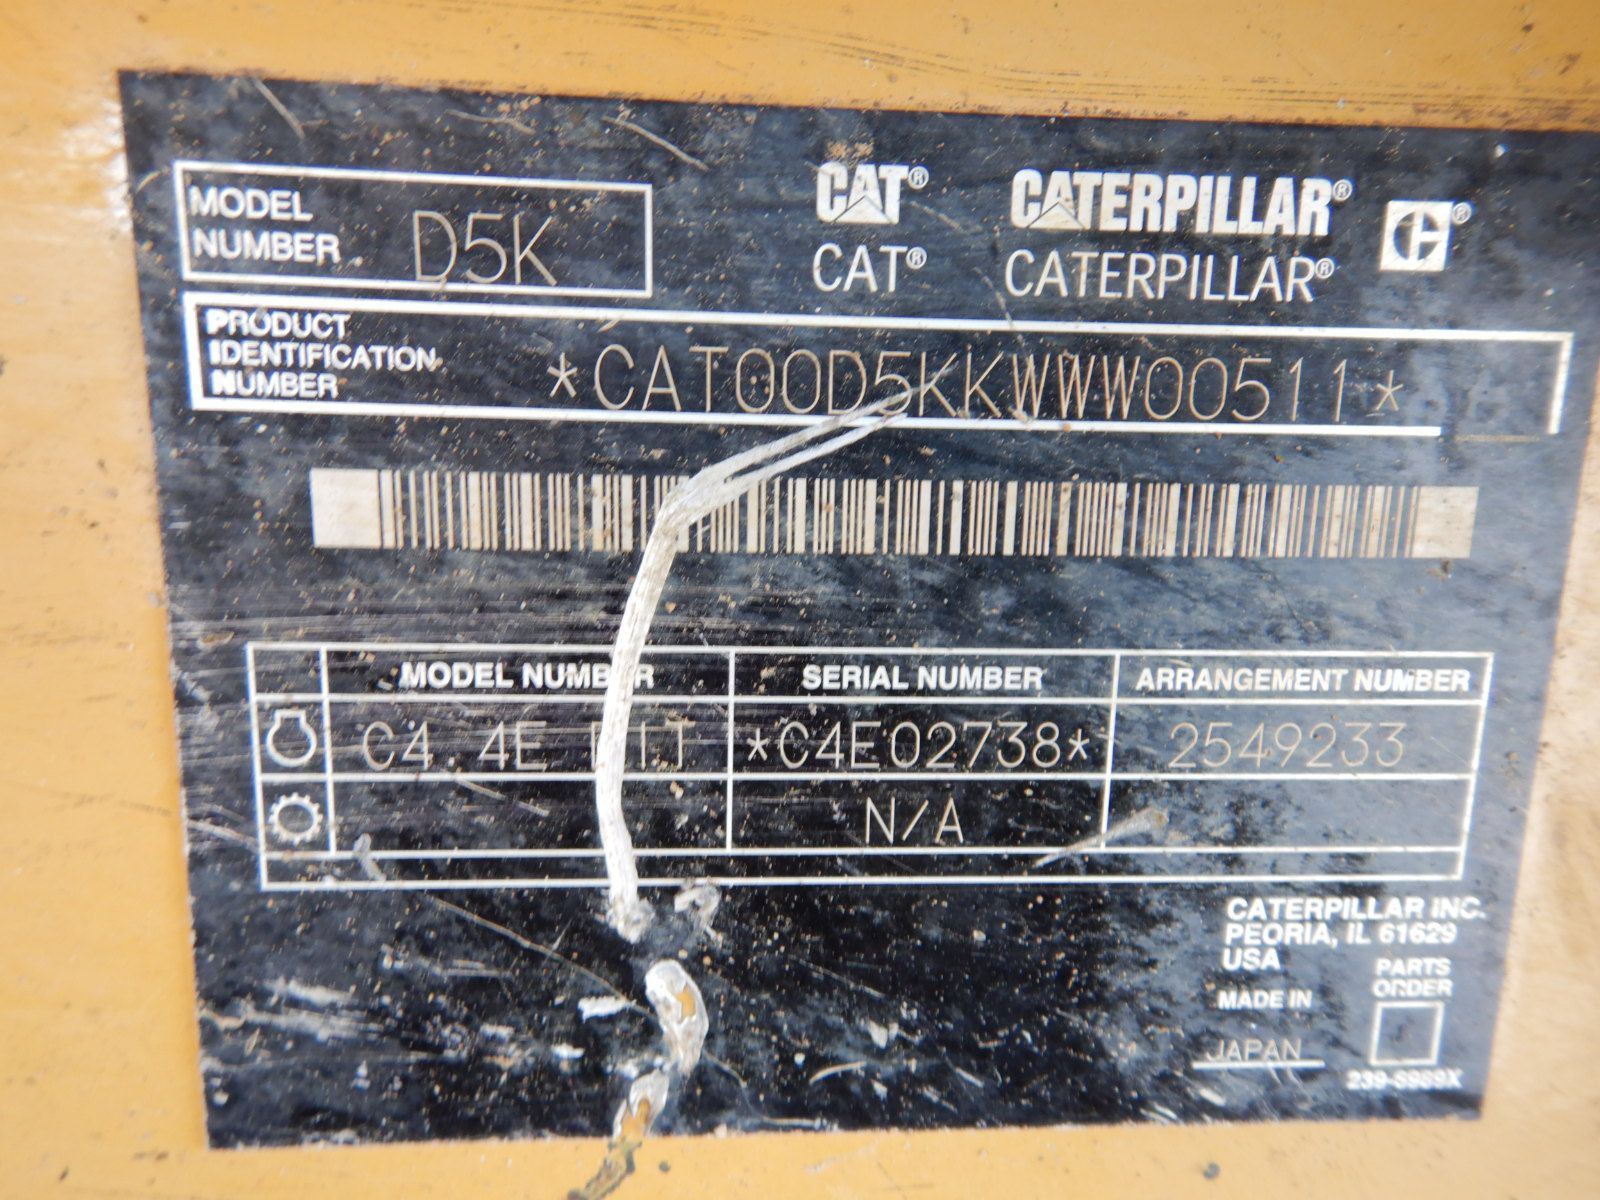 MODEL
NUMBER D5K
CAT® CATERPILLAR® ®
CAT® CATERPILLAR®
PRODUCT
IDENTIFICATION
NUMBER
*CAT00D5KKWWW00511*
MODEL NUMBER SERIAL NUMBER ARRANGEMENT NUMBER
C4.4E *C4E02738* 2549233
N/A
CATERPILLAR INC.
PEORIA, IL 61629
USA
PARTS
ORDER
MADE IN
JAPAN